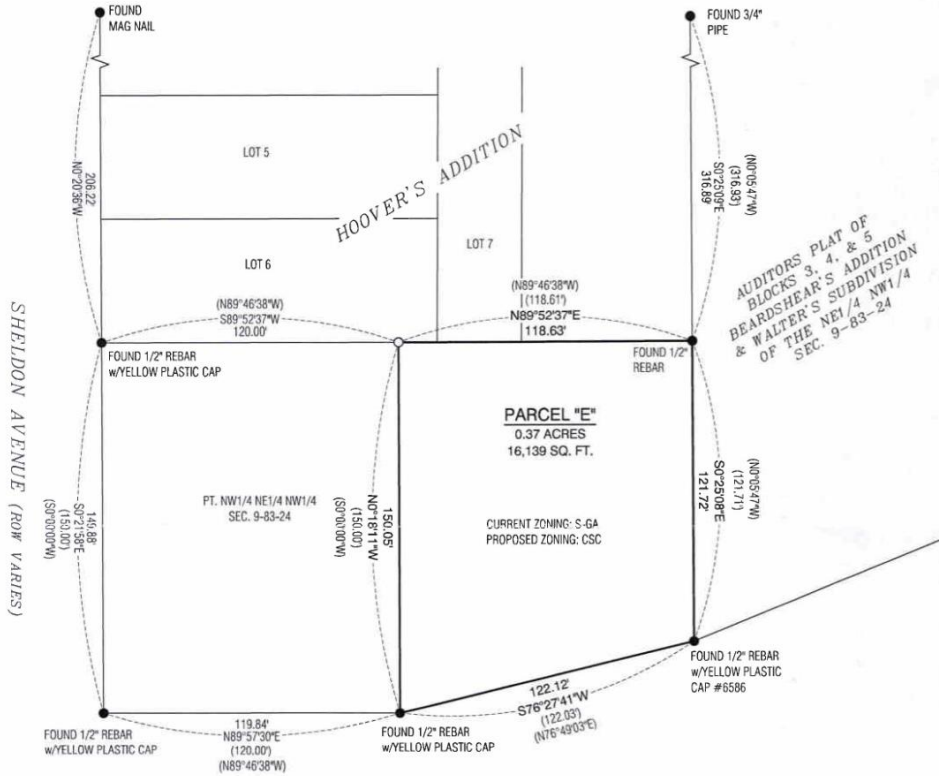 FOUND
MAG NAIL
FOUND 3/4"
PIPE
206.22'
N0°20'36"W
LOT 5
HOOVER'S ADDITION
LOT 6
LOT 7
(N0°05'47"W)
(316.93')
S0°25'09"E
316.89'
AUDITORS PLAT OF
BLOCKS 3, 4, & 5
BEARDSHEAR'S ADDITION
& WALTER'S SUBDIVISION
OF THE NE1/4 NW1/4
SEC. 9-83-24
(N89°46'38"W)
S89°52'37"W
120.00'
(N89°46'38"W)
(118.61')
N89°52'37"E
118.63'
FOUND 1/2" REBAR
w/YELLOW PLASTIC CAP
FOUND 1/2"
REBAR
SHELDON AVENUE (ROW VARIES)
PARCEL "E"
0.37 ACRES
16,139 SQ. FT.
149.88'
S0°21'58"E
(150.00')
(S0°00'00"W)
PT. NW1/4 NE1/4 NW1/4
SEC. 9-83-24
150.05'
N0°18'11"W
(150.00')
(S0°00'00"W)
CURRENT ZONING: S-GA
PROPOSED ZONING: CSC
(N0°05'47"W)
(121.71')
S0°25'08"E
121.72'
FOUND 1/2" REBAR
w/YELLOW PLASTIC
CAP #6586
122.12'
S76°27'41"W
(122.03')
(N76°49'03"E)
FOUND 1/2" REBAR
w/YELLOW PLASTIC CAP
119.84'
N89°57'30"E
(120.00')
(N89°46'38"W)
FOUND 1/2" REBAR
w/YELLOW PLASTIC CAP